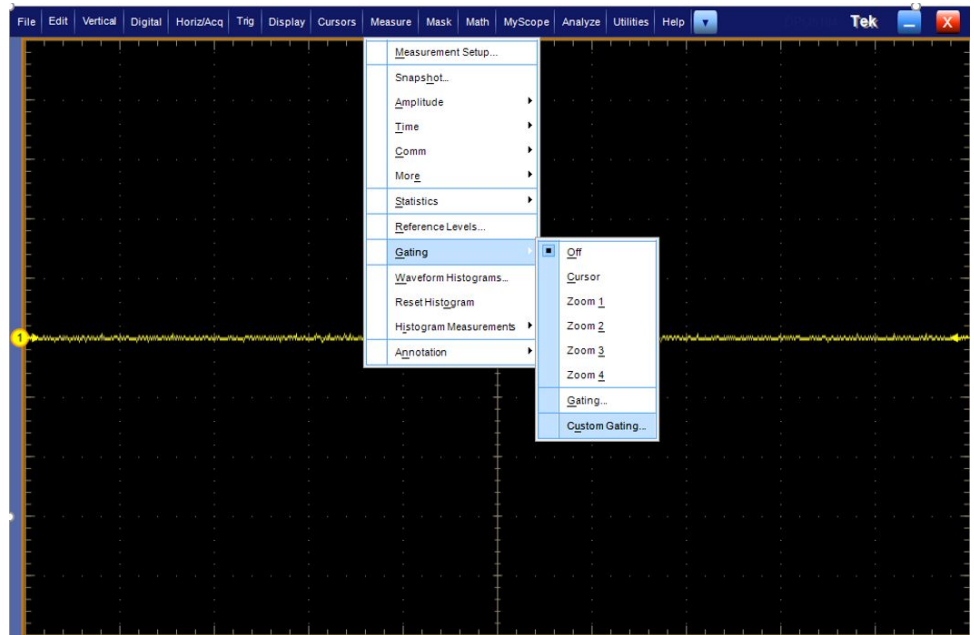 File Edit Vertical Digital Horiz/Acq Trig Display Cursors Measure Mask Math MyScope Analyze Utilities Help Tek X
Measurement Setup...
Snapshot...
Amplitude
Time
Comm
More
Statistics
Reference Levels...
Gating
Waveform Histograms...
Reset Histogram
Histogram Measurements
Annotation
Off
Cursor
Zoom 1
Zoom 2
Zoom 3
Zoom 4
Gating...
Custom Gating...
1